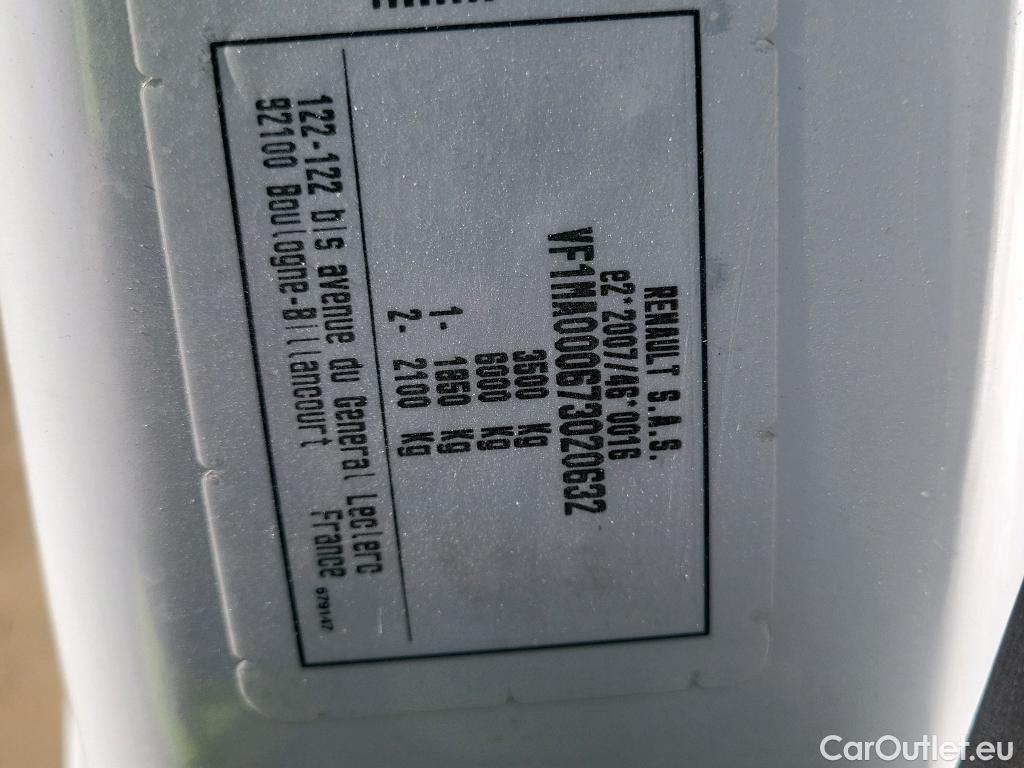 RENAULT S.A.S.
e2*2007/46*0016
VF1MA000673020632
3500 kg
6000 kg
1- 1850 kg
2- 2100 kg
122-122 bis avenue du General Leclerc
92100 Boulogne-Billancourt France 679147
CarOutlet.eu